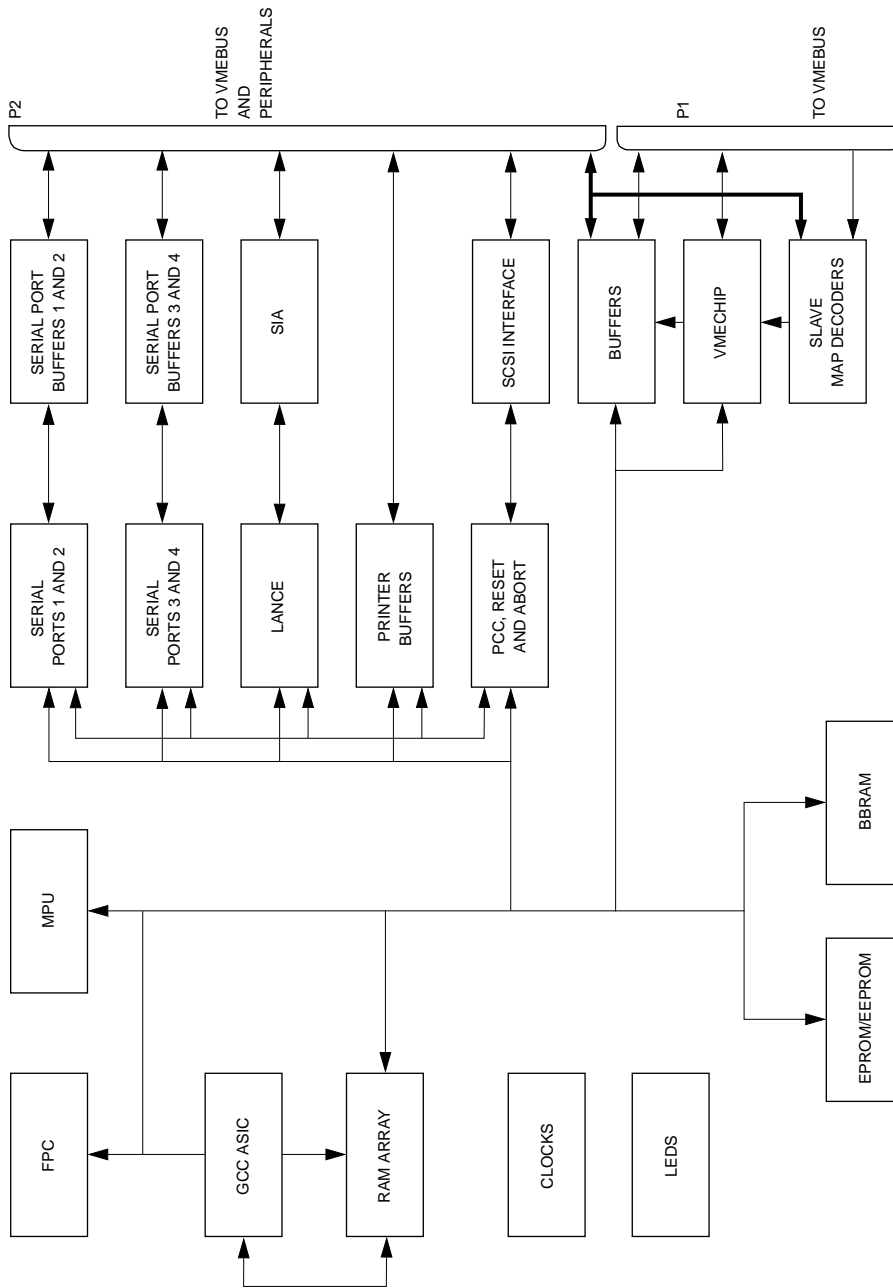 P2
TO VMEBUS
AND
PERIPHERALS
P1
TO VMEBUS
SERIAL PORT
BUFFERS 1 AND 2
SERIAL PORT
BUFFERS 3 AND 4
SIA
SCSI INTERFACE
BUFFERS
VMECHIP
SLAVE
MAP DECODERS
SERIAL
PORTS 1 AND 2
SERIAL
PORTS 3 AND 4
LANCE
PRINTER
BUFFERS
PCC, RESET
AND ABORT
MPU
BBRAM
FPC
GCC ASIC
RAM ARRAY
CLOCKS
LEDS
EPROM/EEPROM